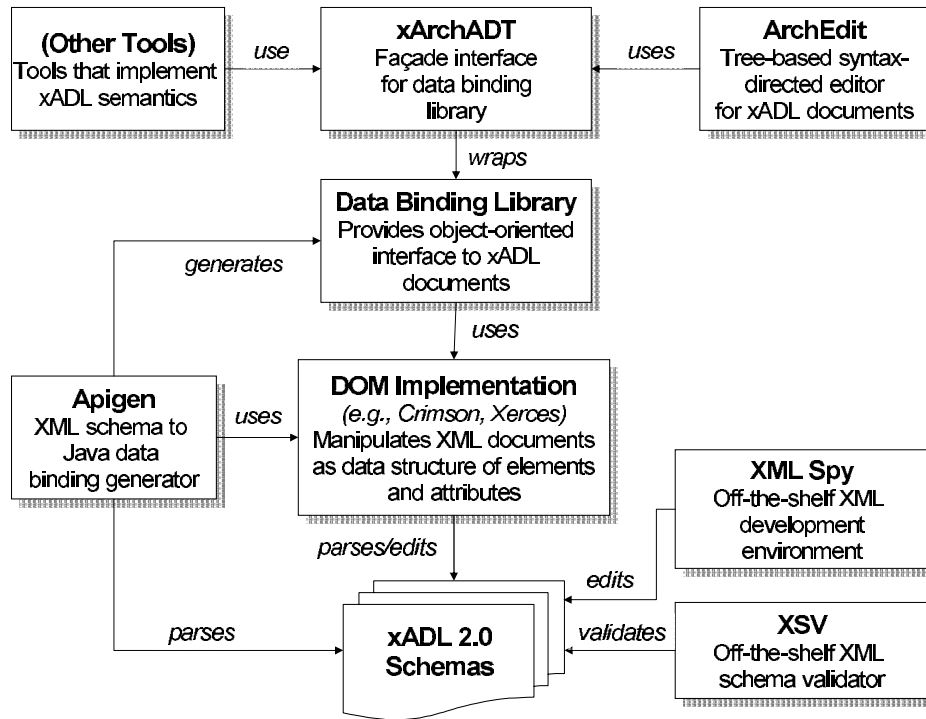 (Other Tools)
Tools that implement
xADL semantics
use
xArchADT
Façade interface
for data binding
library
uses
ArchEdit
Tree-based syntax-
directed editor
for xADL documents
wraps
Data Binding Library
Provides object-oriented
interface to xADL
documents
generates
uses
Apigen
XML schema to
Java data
binding generator
uses
DOM Implementation
(e.g., Crimson, Xerces)
Manipulates XML documents
as data structure of elements
and attributes
XML Spy
Off-the-shelf XML
development
environment
parses/edits
edits
parses
xADL 2.0
Schemas
validates
XSV
Off-the-shelf XML
schema validator